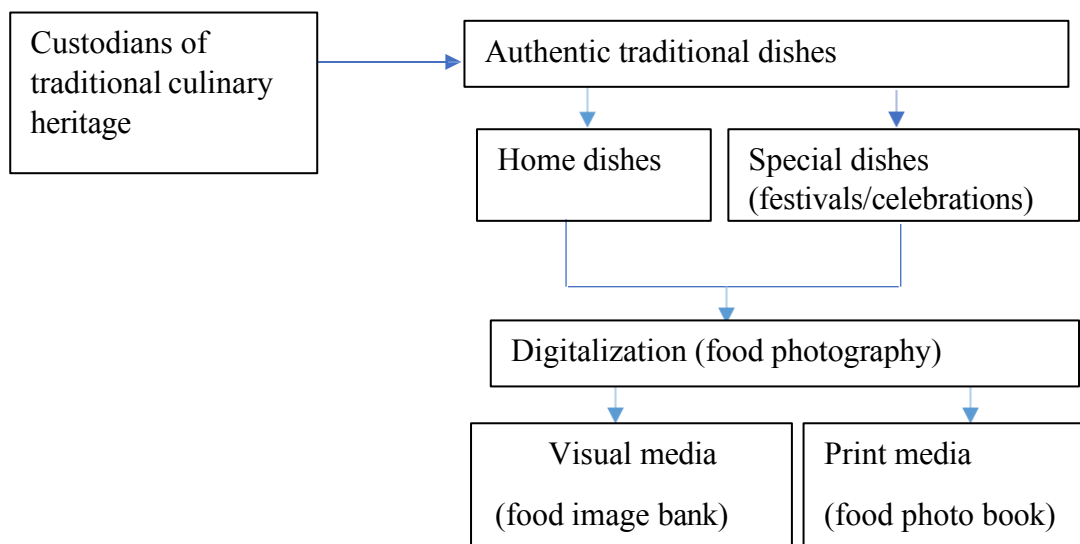 Custodians of
traditional culinary
heritage
Authentic traditional dishes
Home dishes
Special dishes
(festivals/celebrations)
Digitalization (food photography)
Visual media
(food image bank)
Print media
(food photo book)